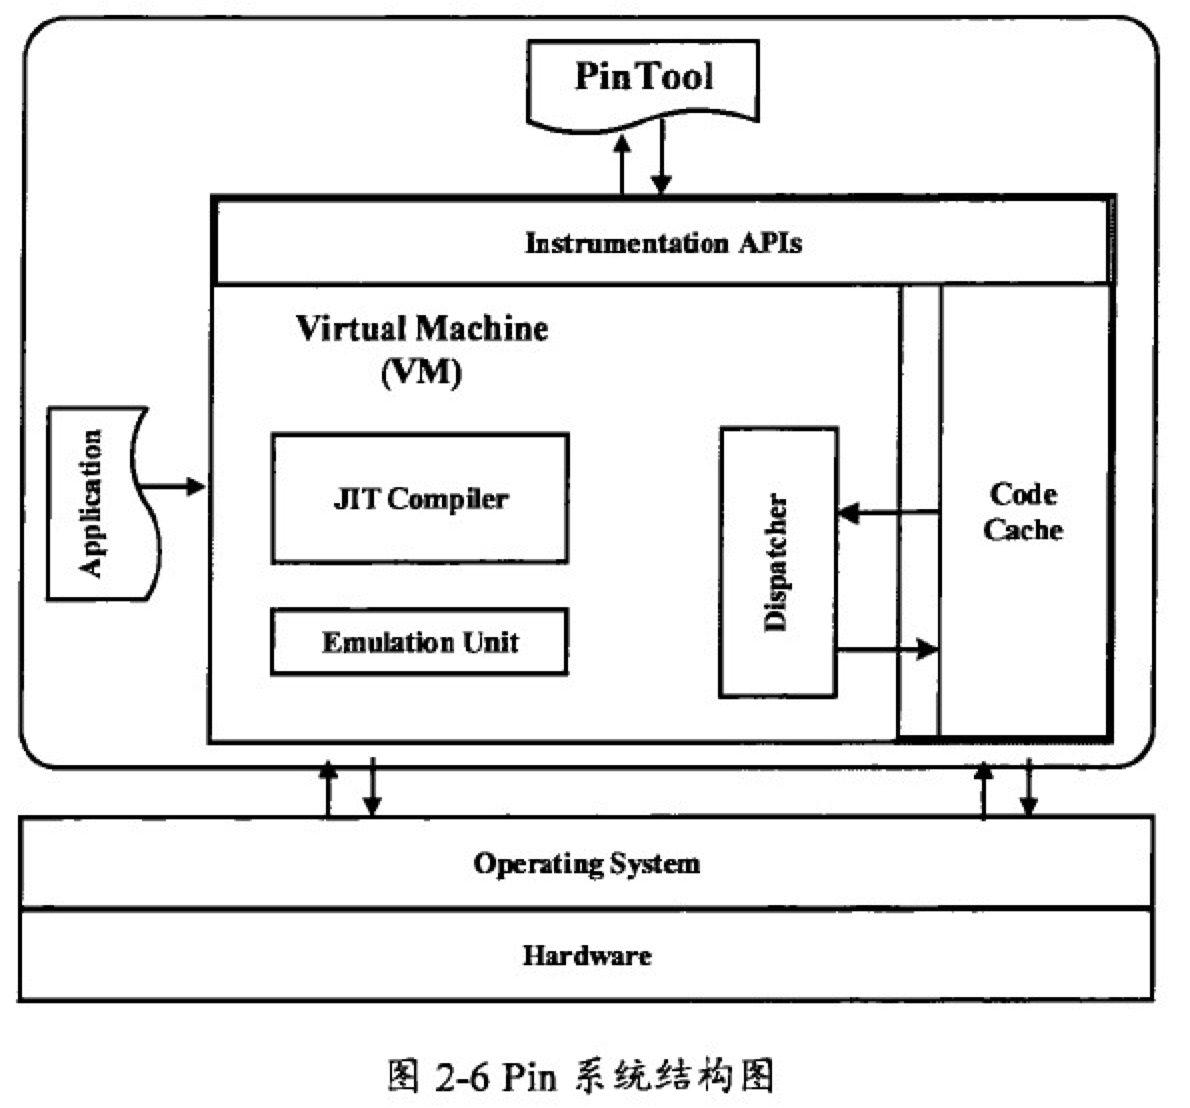 PinTool
Instrumentation APIs
Virtual Machine
(VM)
Application
JIT Compiler
Emulation Unit
Dispatcher
Code
Cache
Operating System
Hardware
图 2-6 Pin 系统结构图